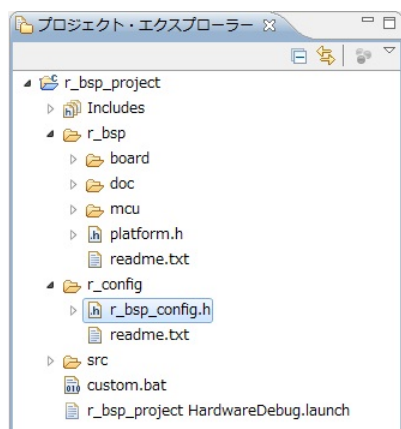 プロジェクト・エクスプローラー
r_bsp_project
Includes
r_bsp
board
doc
mcu
platform.h
readme.txt
r_config
r_bsp_config.h
readme.txt
src
custom.bat
r_bsp_project HardwareDebug.launch